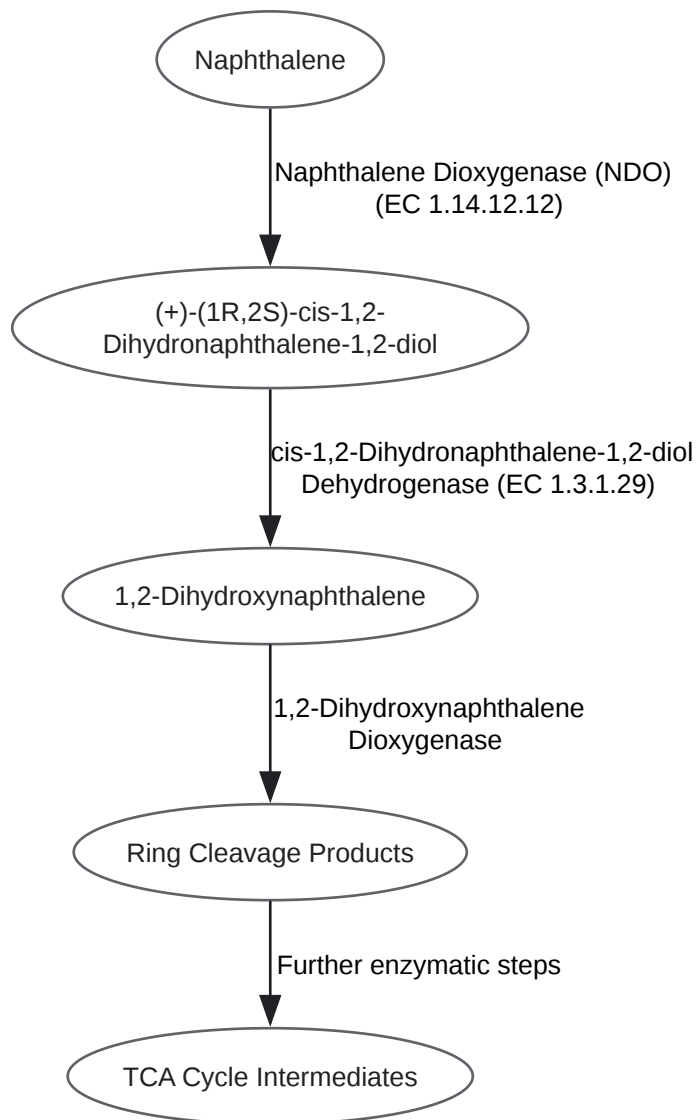 Naphthalene
Naphthalene Dioxygenase (NDO)
(EC 1.14.12.12)
(+)-(1R,2S)-cis-1,2-
Dihydronaphthalene-1,2-diol
cis-1,2-Dihydronaphthalene-1,2-diol
Dehydrogenase (EC 1.3.1.29)
1,2-Dihydroxynaphthalene
1,2-Dihydroxynaphthalene
Dioxygenase
Ring Cleavage Products
Further enzymatic steps
TCA Cycle Intermediates